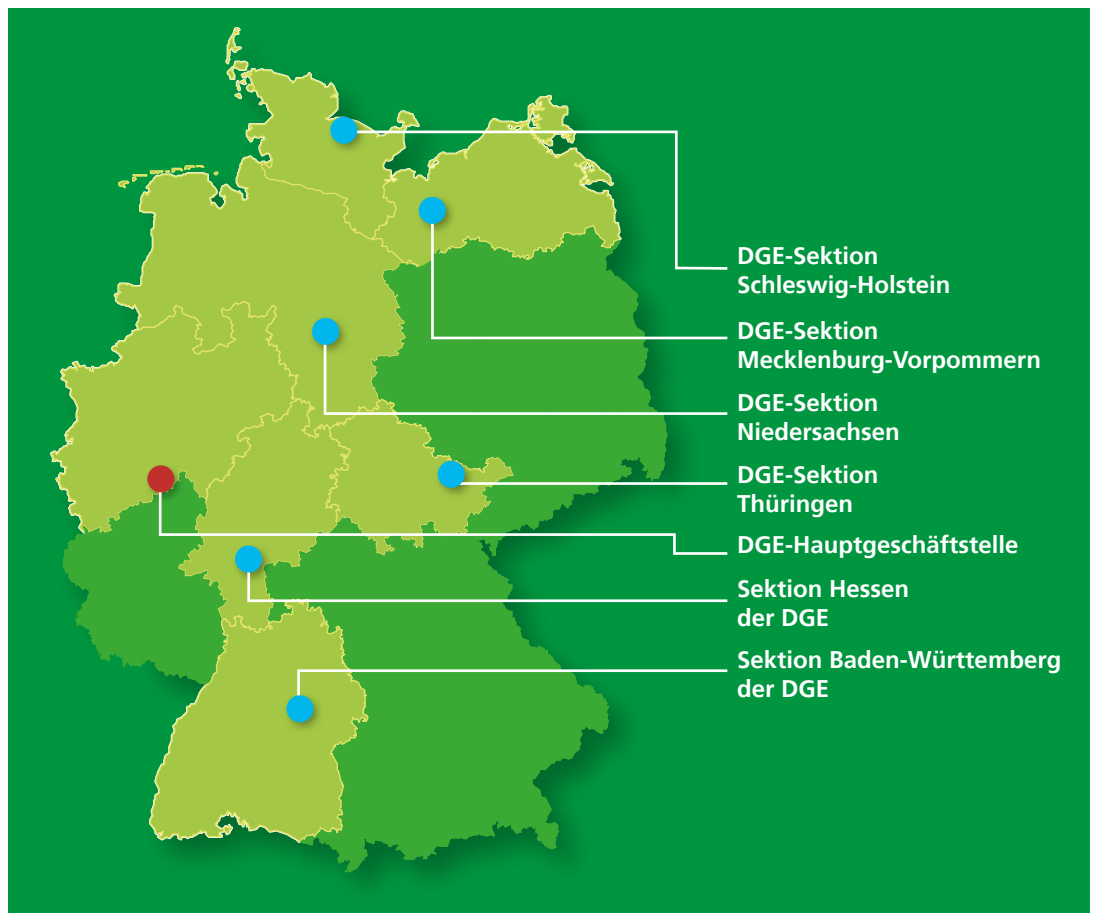 DGE-Sektion
Schleswig-Holstein
DGE-Sektion
Mecklenburg-Vorpommern
DGE-Sektion
Niedersachsen
DGE-Sektion
Thüringen
DGE-Hauptgeschäftstelle
Sektion Hessen
der DGE
Sektion Baden-Württemberg
der DGE